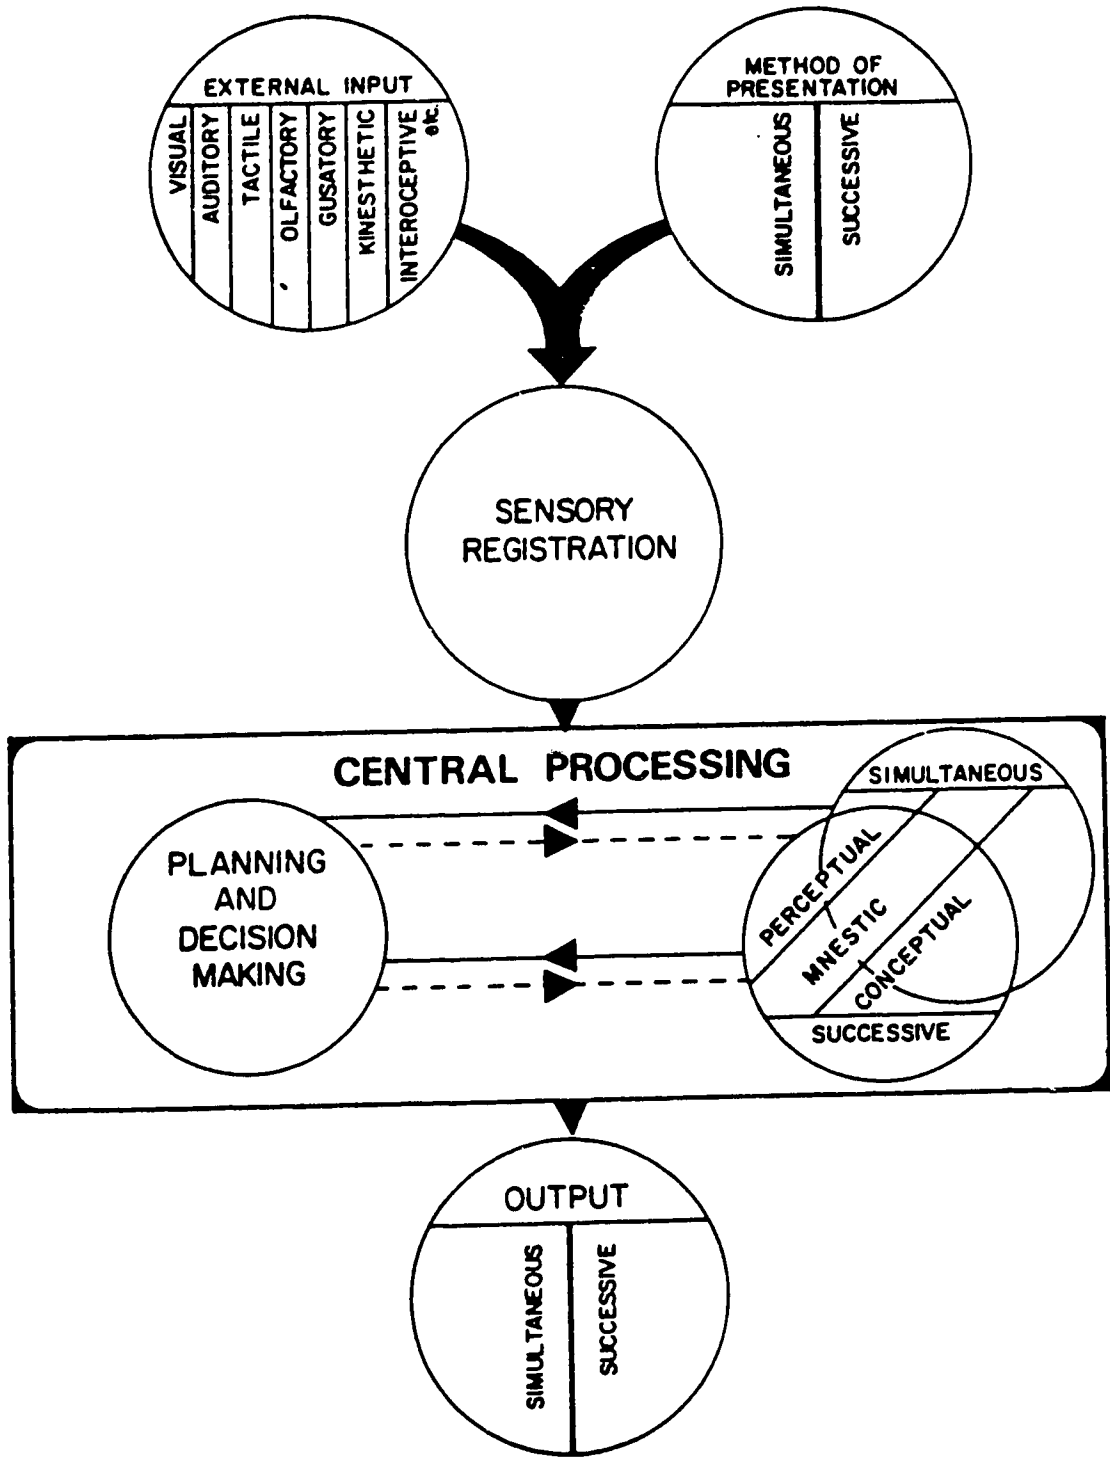 EXTERNAL INPUT
VISUAL
AUDITORY
TACTILE
OLFACTORY
GUSATORY
KINESTHETIC
INTEROCEPTIVE
etc.
METHOD OF
PRESENTATION
SIMULTANEOUS
SUCCESSIVE
SENSORY
REGISTRATION
CENTRAL PROCESSING
PLANNING
AND
DECISION
MAKING
SIMULTANEOUS
PERCEPTUAL
MNESTIC
CONCEPTUAL
SUCCESSIVE
OUTPUT
SIMULTANEOUS
SUCCESSIVE